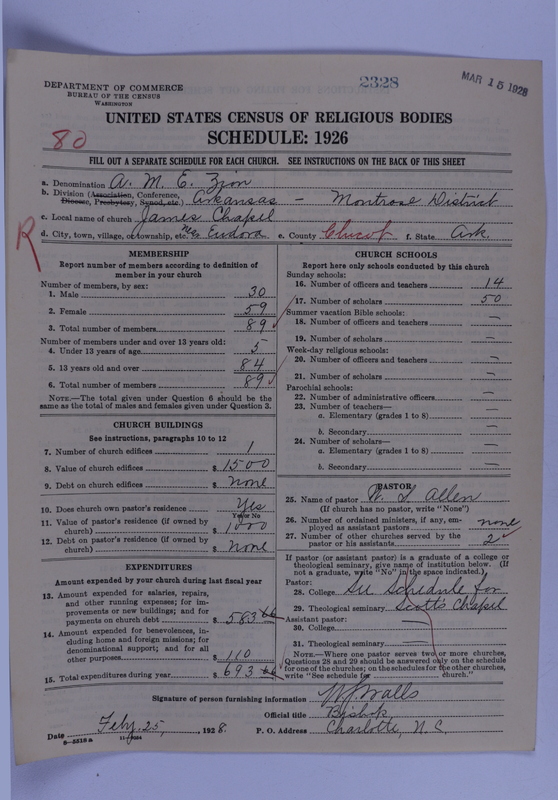 2328
MAR 15 1928
DEPARTMENT OF COMMERCE
BUREAU OF THE CENSUS
WASHINGTON
UNITED STATES CENSUS OF RELIGIOUS BODIES
SCHEDULE: 1926
80
FILL OUT A SEPARATE SCHEDULE FOR EACH CHURCH. SEE INSTRUCTIONS ON THE BACK OF THIS SHEET
a. Denomination A. M. E. Zion
b. Division (Association, Conference, Diocese, Presbytery, Synod, etc.) Arkansas - Montrose District
c. Local name of church James Chapel
d. City, town, village, or township, etc. Eudora e. County Chicot f. State Ark.
R
MEMBERSHIP
Report number of members according to definition of member in your church
Number of members, by sex:
1. Male 30
2. Female 59
3. Total number of members 89
Number of members under and over 13 years old:
4. Under 13 years of age 5
5. 13 years old and over 84
6. Total number of members 89
NOTE.—The total given under Question 6 should be the same as the total of males and females given under Question 3.
CHURCH BUILDINGS
See instructions, paragraphs 10 to 12
7. Number of church edifices 1
8. Value of church edifices $ 1500
9. Debt on church edifices $ None
10. Does church own pastor's residence? Yes
Yes or No
11. Value of pastor's residence (if owned by church) $ 1000
12. Debt on pastor's residence (if owned by church) $ None
EXPENDITURES
Amount expended by your church during last fiscal year
13. Amount expended for salaries, repairs, and other running expenses; for improvements or new buildings; and for payments on church debt $ 583
14. Amount expended for benevolences, including home and foreign missions; for denominational support; and for all other purposes $ 110
15. Total expenditures during year $ 693
CHURCH SCHOOLS
Report here only schools conducted by this church
Sunday schools:
16. Number of officers and teachers 14
17. Number of scholars 50
Summer vacation Bible schools:
18. Number of officers and teachers —
19. Number of scholars —
Week-day religious schools:
20. Number of officers and teachers —
21. Number of scholars —
Parochial schools:
22. Number of administrative officers —
23. Number of teachers—
a. Elementary (grades 1 to 8) —
b. Secondary —
24. Number of scholars—
a. Elementary (grades 1 to 8) —
b. Secondary —
PASTOR
25. Name of pastor W. S. Allen
(If church has no pastor, write "None")
26. Number of ordained ministers, if any, employed as assistant pastors none
27. Number of other churches served by the pastor or his assistants 2
If pastor (or assistant pastor) is a graduate of a college or theological seminary, give name of institution below. (If not a graduate, write "No" in the space indicated.)
Pastor:
28. College See Schedule for
29. Theological seminary Scotts Chapel
Assistant pastor:
30. College —
31. Theological seminary —
NOTE.—Where one pastor serves two or more churches, Questions 28 and 29 should be answered only on the schedule for one of the churches; on the schedules for the other churches, write "See schedule for church."
Signature of person furnishing information W. J. Walls
Official title Bishop
Date Feby. 25, 1928. P. O. Address Charlotte, N. C.